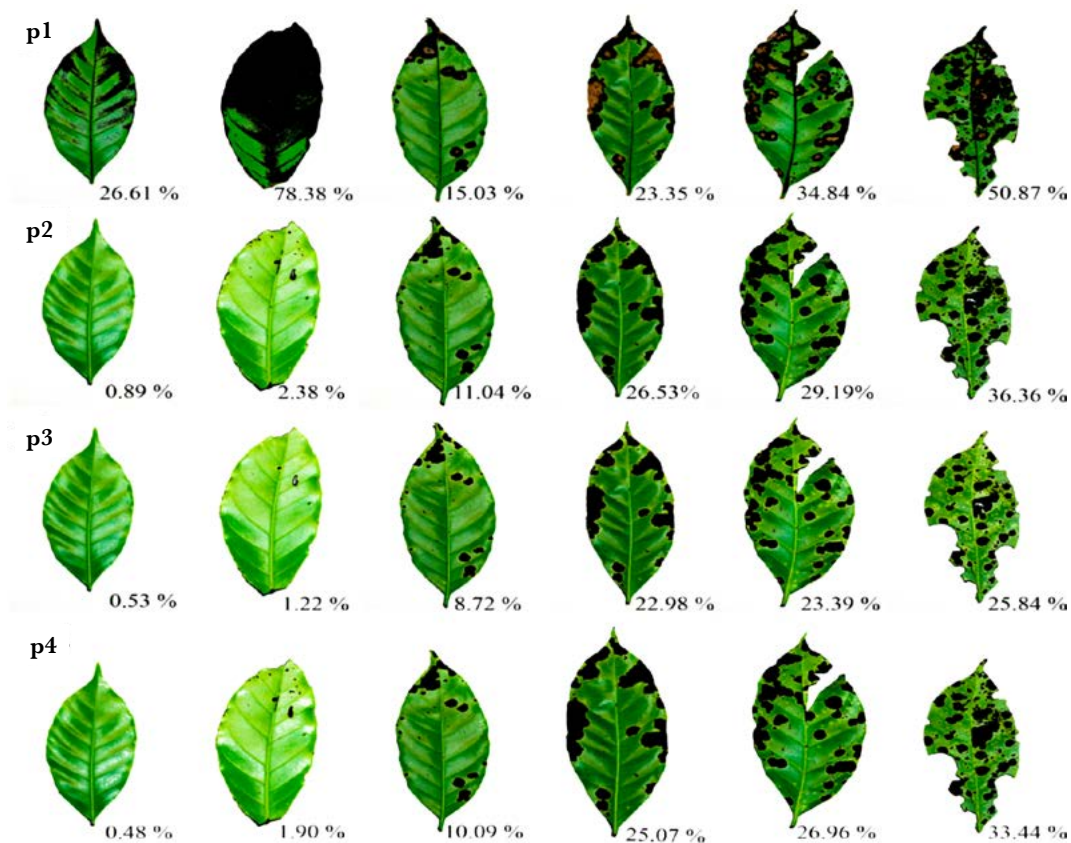 p1
26.61 % 78.38 % 15.03 % 23.35 % 34.84 % 50.87 %
p2
0.89 % 2.38 % 11.04 % 26.53% 29.19% 36.36 %
p3
0.53 % 1.22 % 8.72 % 22.98 % 23.39 % 25.84 %
p4
0.48 % 1.90 % 10.09 % 25.07 % 26.96 % 33.44 %